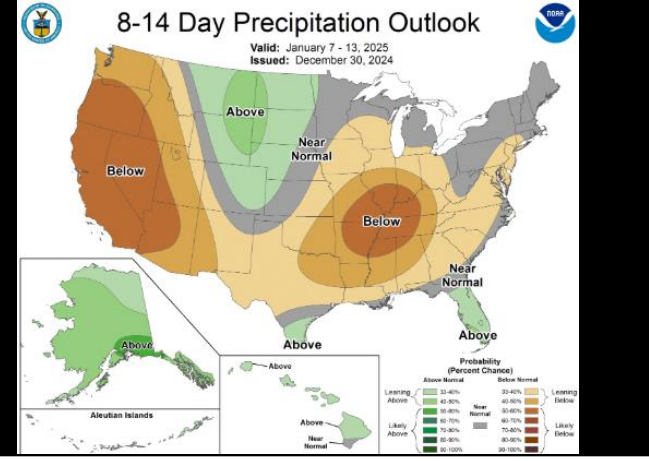 8-14 Day Precipitation Outlook
NOAA
Valid: January 7 - 13, 2025
Issued: December 30, 2024
Above
Near
Normal
Below
Below
Near
Normal
Above
Above
Above
Aleutian Islands
Above
Above
Near
Normal
Probability
(Percent Chance)
Above Normal
Below Normal
Leaning
Above
33-40%
40-50%
Likely
Above
50-60%
60-70%
70-80%
80-90%
90-100%
Near
Normal
33-40%
40-50%
Leaning
Below
50-60%
60-70%
70-80%
80-90%
90-100%
Likely
Below